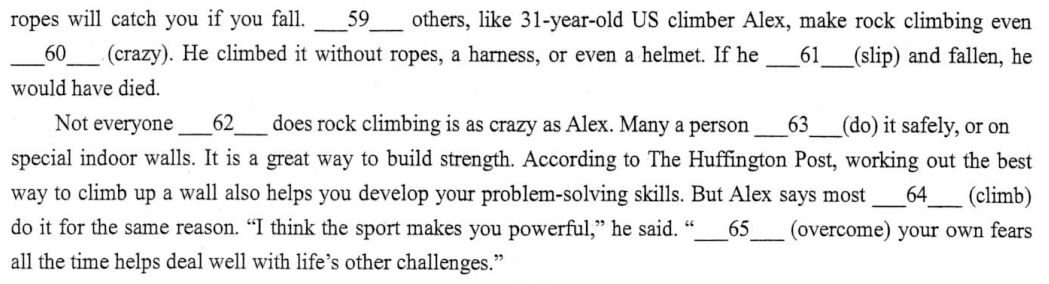 ropes will catch you if you fall. ___59___ others, like 31-year-old US climber Alex, make rock climbing even
___60___ (crazy). He climbed it without ropes, a harness, or even a helmet. If he ___61___(slip) and fallen, he
would have died.
Not everyone ___62___ does rock climbing is as crazy as Alex. Many a person ___63___(do) it safely, or on
special indoor walls. It is a great way to build strength. According to The Huffington Post, working out the best
way to climb up a wall also helps you develop your problem-solving skills. But Alex says most ___64___ (climb)
do it for the same reason. “I think the sport makes you powerful,” he said. “___65___ (overcome) your own fears
all the time helps deal well with life’s other challenges.”